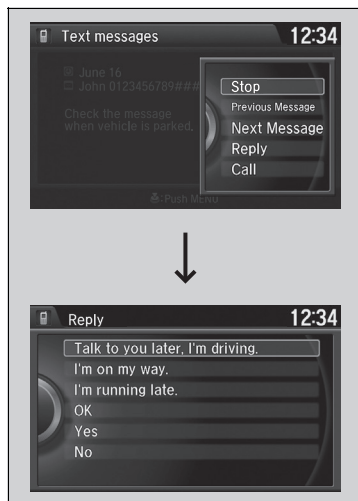 Text messages
12:34
June 16
John 0123456789###
Check the message
when vehicle is parked.
Stop
Previous Message
Next Message
Reply
Call
:Push MENU
Reply
12:34
Talk to you later, I'm driving.
I'm on my way.
I'm running late.
OK
Yes
No